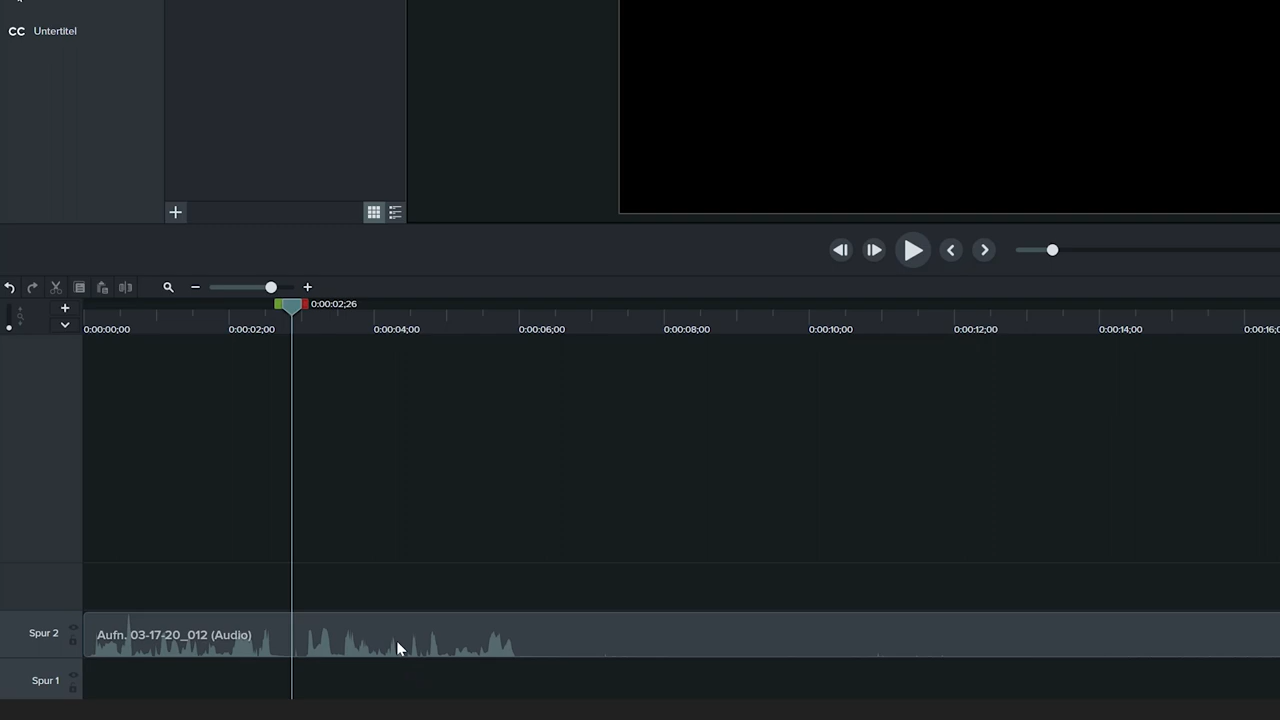 CC Untertitel
0:00:02;26
0:00:00;00 0:00:02;00 0:00:04;00 0:00:06;00 0:00:08;00 0:00:10;00 0:00:12;00 0:00:14;00
Spur 2 Aufn. 03-17-20_012 (Audio)
Spur 1